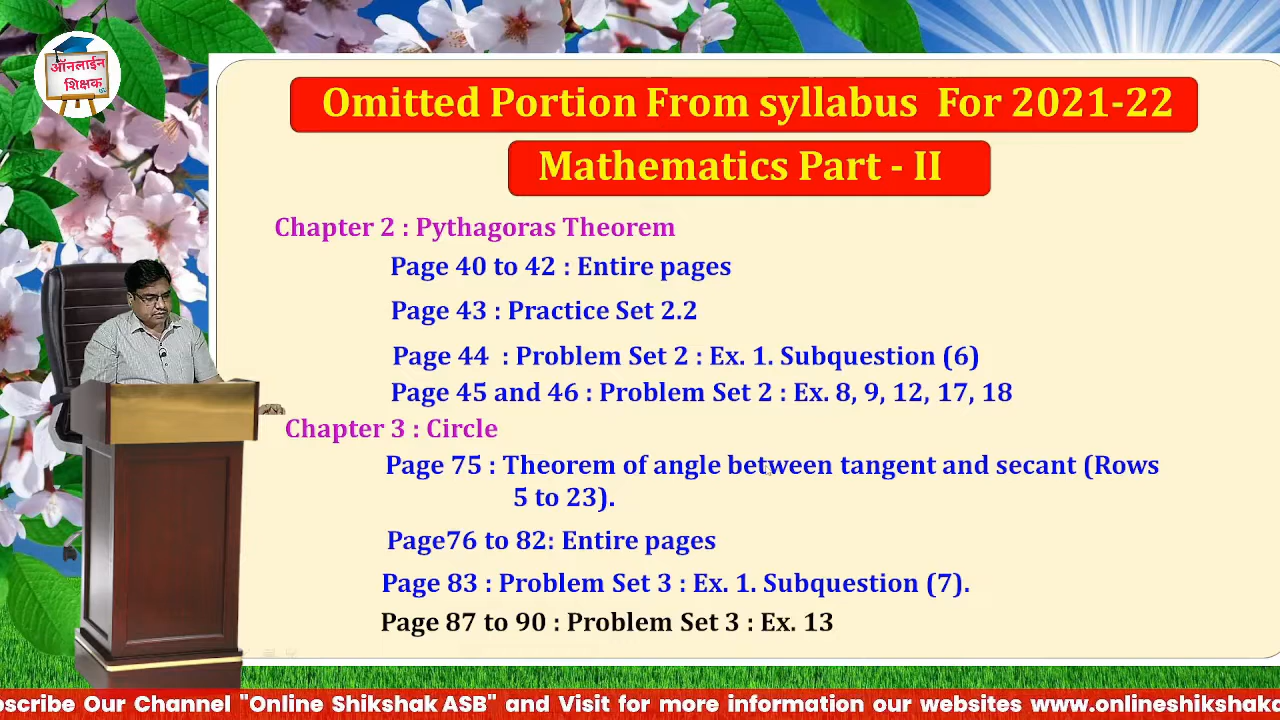 ऑनलाईन
शिक्षक
Omitted Portion From syllabus For 2021-22
Mathematics Part - II
Chapter 2 : Pythagoras Theorem
Page 40 to 42 : Entire pages
Page 43 : Practice Set 2.2
Page 44 : Problem Set 2 : Ex. 1. Subquestion (6)
Page 45 and 46 : Problem Set 2 : Ex. 8, 9, 12, 17, 18
Chapter 3 : Circle
Page 75 : Theorem of angle between tangent and secant (Rows
5 to 23).
Page76 to 82: Entire pages
Page 83 : Problem Set 3 : Ex. 1. Subquestion (7).
Page 87 to 90 : Problem Set 3 : Ex. 13
bscribe Our Channel "Online Shikshak ASB" and Visit for more information our websites www.onlineshikshaka